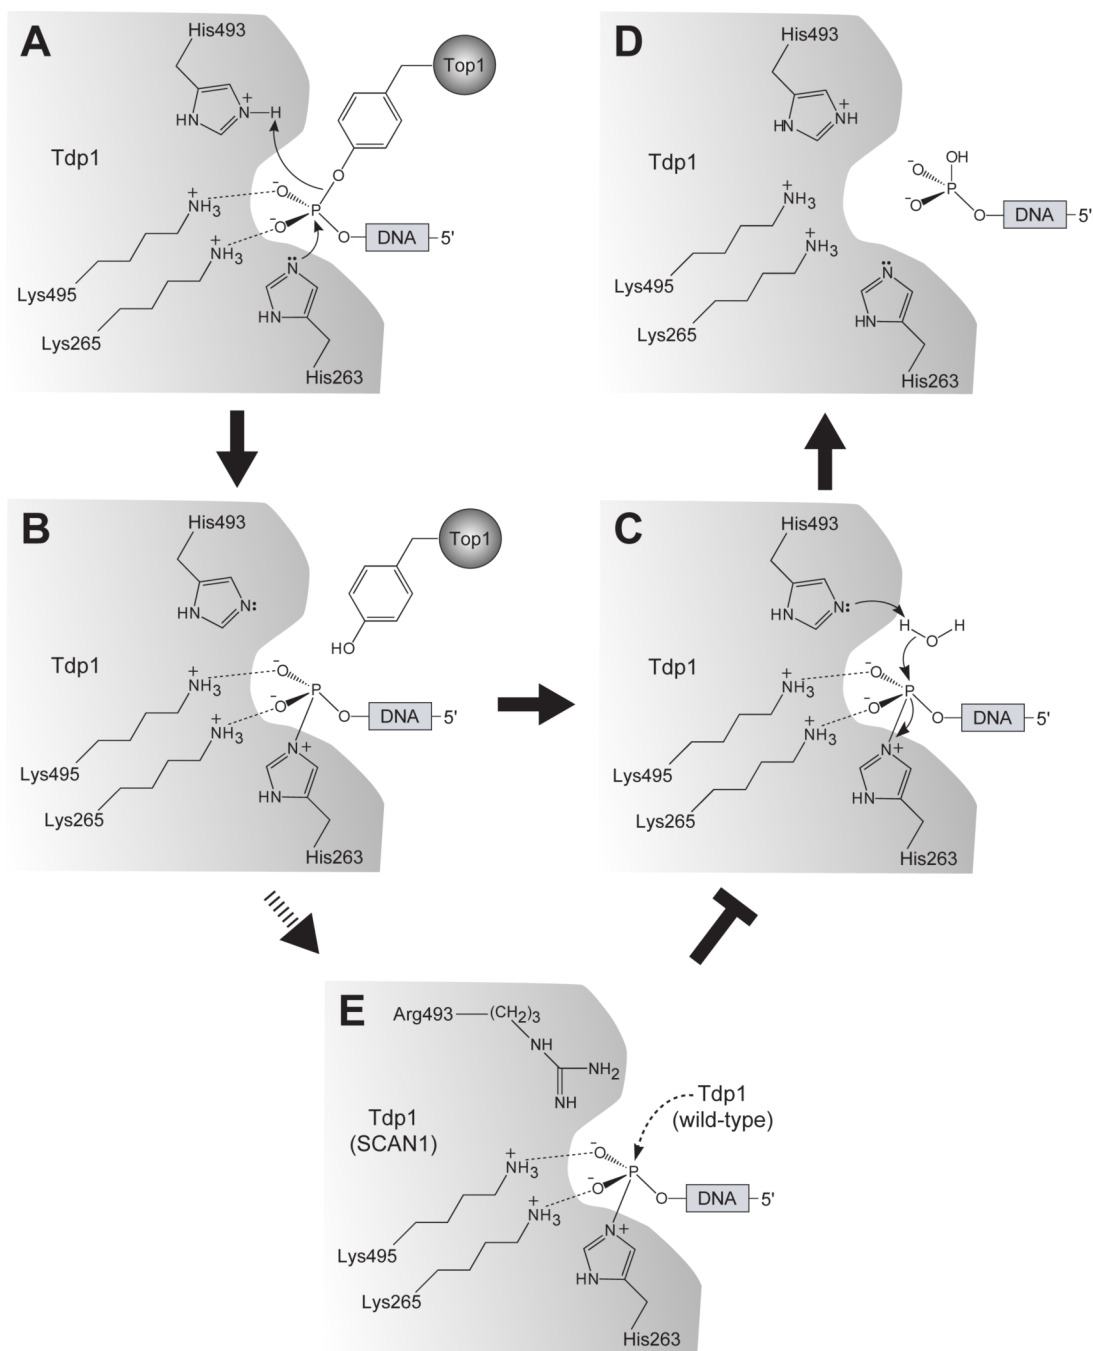 A
His493
Top1
HN
N
+
H
Tdp1
O
−
O
P
+
NH3
−
O
O
DNA
5'
+
NH3
N
Lys495
HN
Lys265
His263
D
His493
HN
+
NH
Tdp1
OH
−
O
P
−
O
O
DNA
5'
+
NH3
+
NH3
N
Lys495
HN
Lys265
His263
B
His493
Top1
HN
N:
HO
Tdp1
−
O
P
+
NH3
−
O
O
DNA
5'
+
NH3
N+
Lys495
HN
Lys265
His263
C
His493
HN
N:
H
O
H
Tdp1
−
O
P
+
NH3
−
O
O
DNA
5'
+
NH3
N+
Lys495
HN
Lys265
His263
E
Arg493
(CH2)3
NH
NH2
NH
Tdp1
(SCAN1)
Tdp1
(wild-type)
−
O
P
+
NH3
−
O
O
DNA
5'
+
NH3
N+
Lys495
HN
Lys265
His263